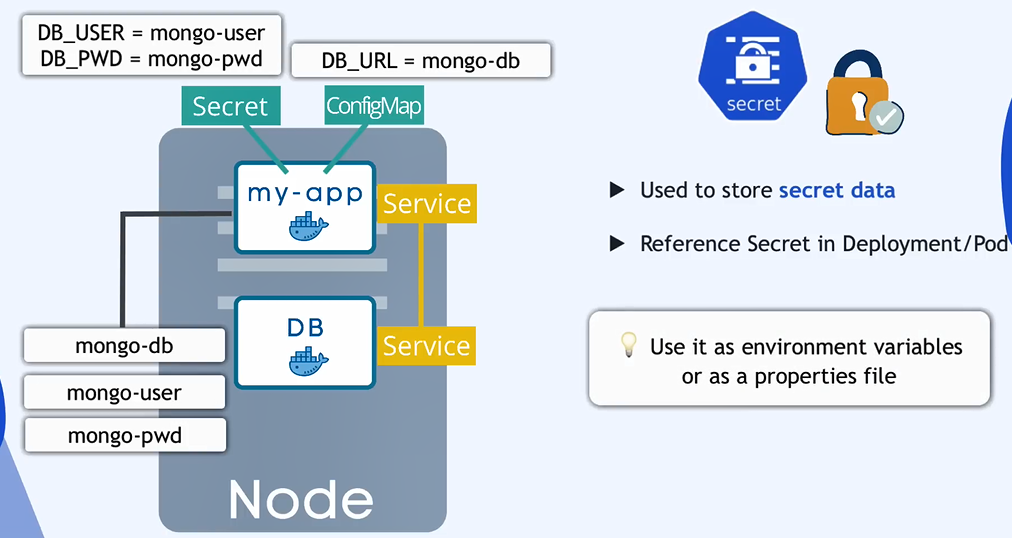 DB_USER = mongo-user
DB_PWD = mongo-pwd
DB_URL = mongo-db
Secret
ConfigMap
my-app
Service
DB
Service
mongo-db
mongo-user
mongo-pwd
Node
secret
Used to store secret data
Reference Secret in Deployment/Pod
Use it as environment variables
or as a properties file